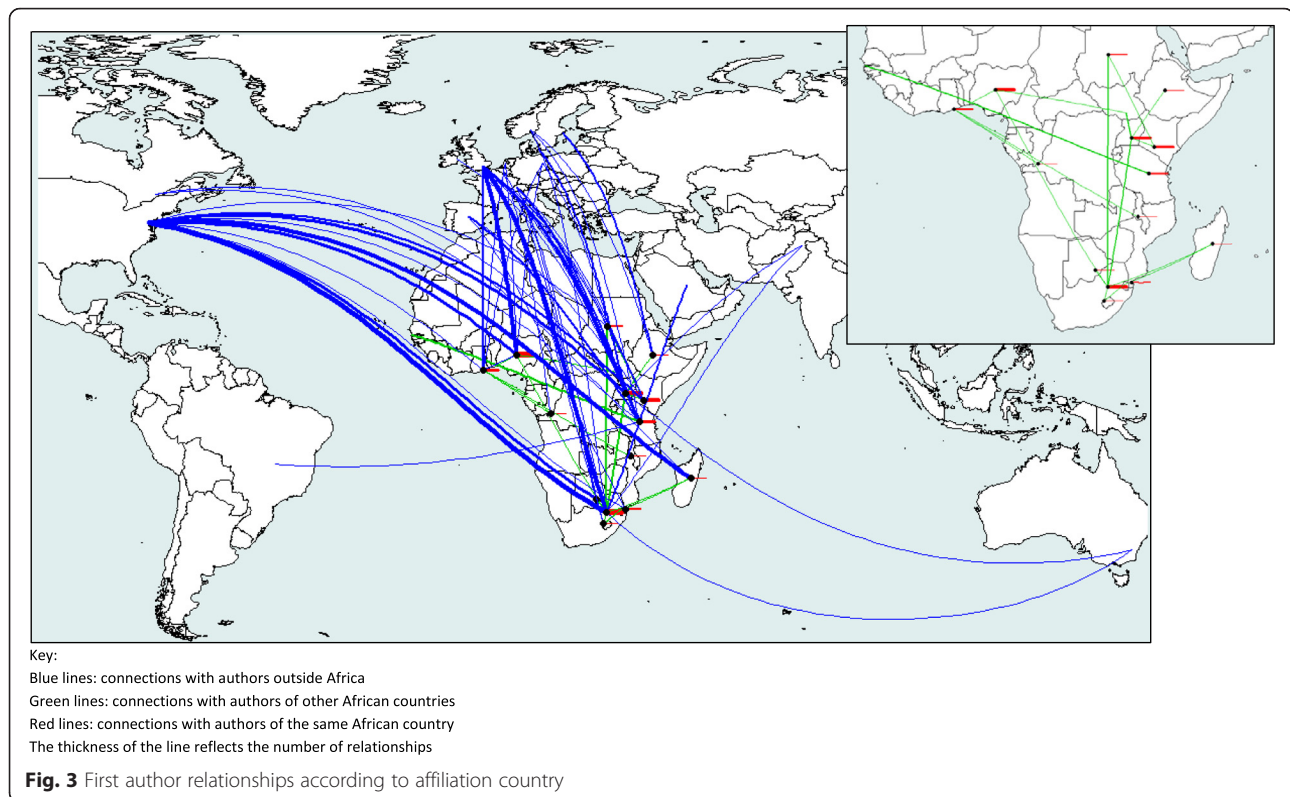 Key:
Blue lines: connections with authors outside Africa
Green lines: connections with authors of other African countries
Red lines: connections with authors of the same African country
The thickness of the line reflects the number of relationships
Fig. 3 First author relationships according to affiliation country